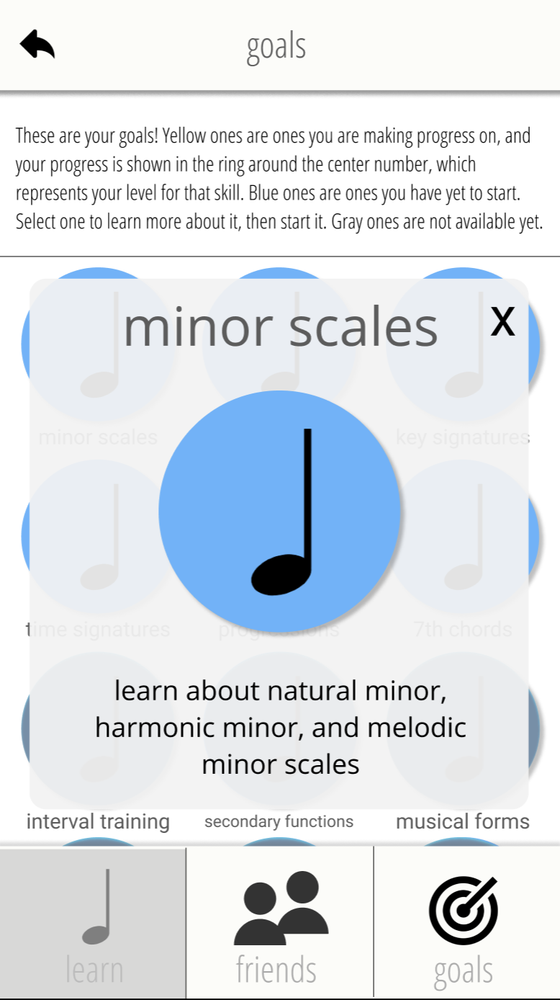 goals
These are your goals! Yellow ones are ones you are making progress on, and
your progress is shown in the ring around the center number, which
represents your level for that skill. Blue ones are ones you have yet to start.
Select one to learn more about it, then start it. Gray ones are not available yet.
minor scales
X
minor scales
key signatures
time signatures
progressions
7th chords
learn about natural minor,
harmonic minor, and melodic
minor scales
interval training
secondary functions
musical forms
learn
friends
goals